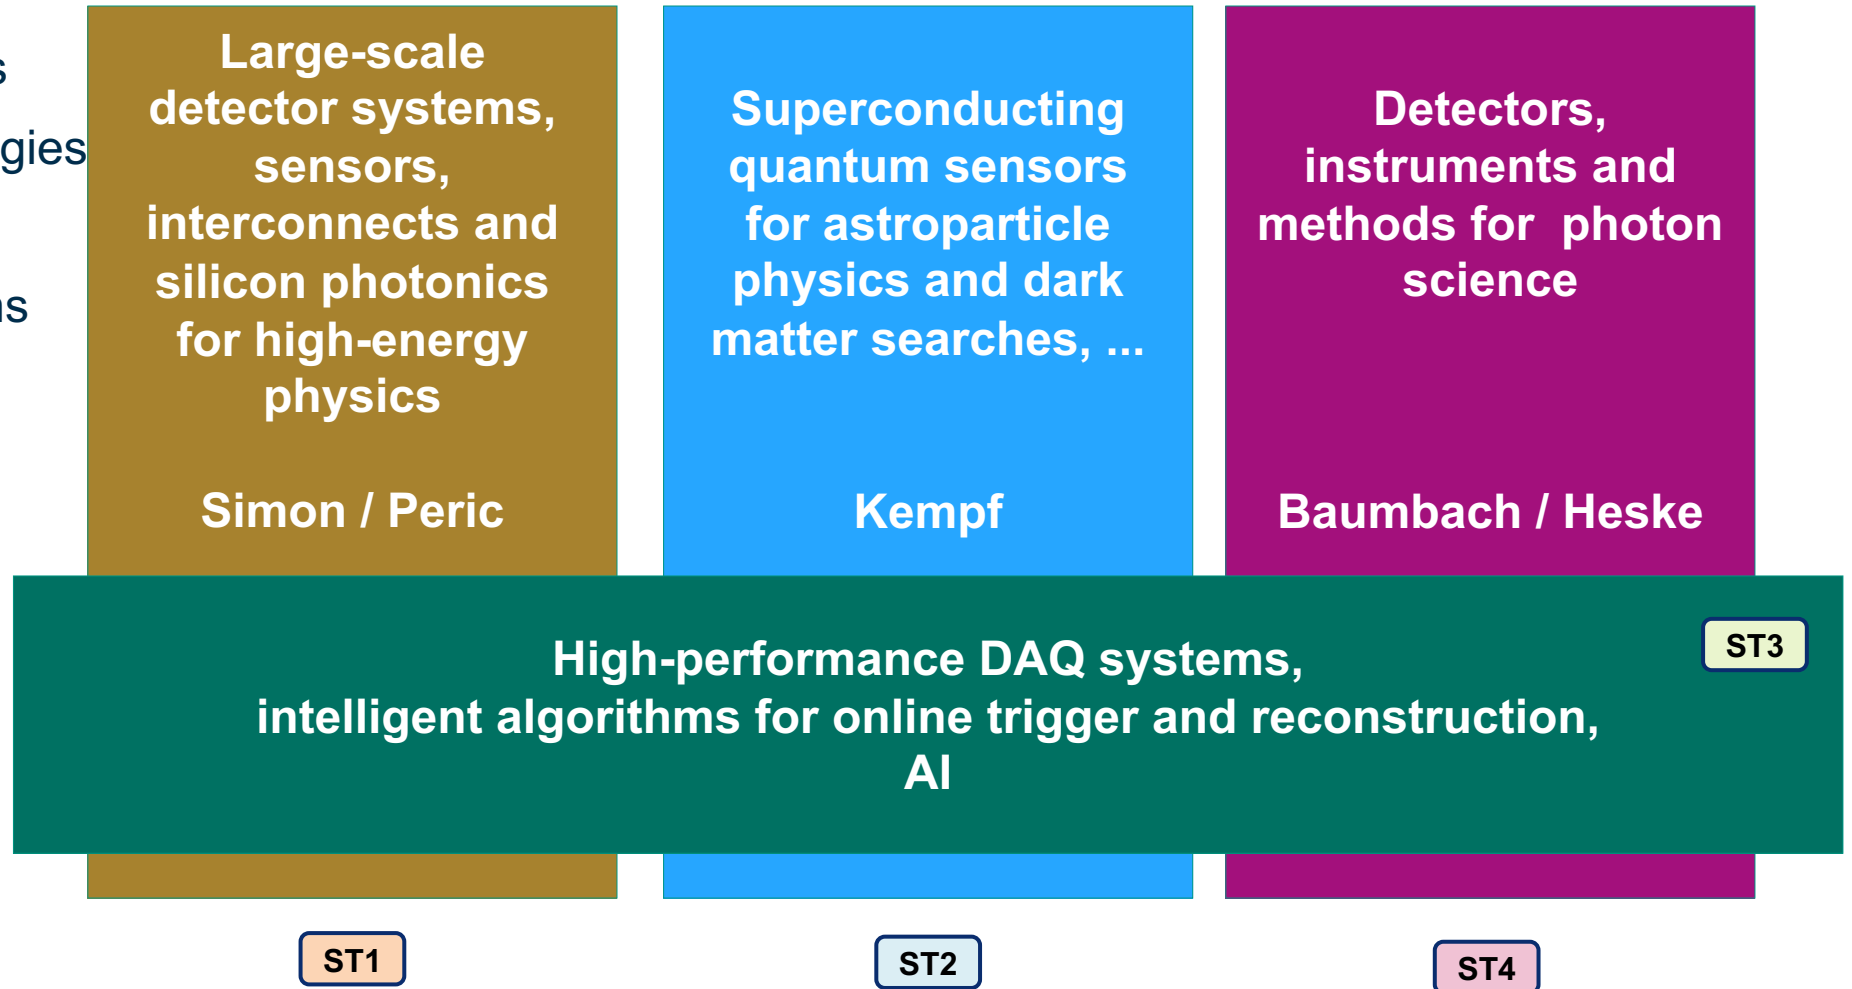 Large-scale
detector systems,
sensors,
interconnects and
silicon photonics
for high-energy
physics
Simon / Peric
Superconducting
quantum sensors
for astroparticle
physics and dark
matter searches, ...
Kempf
Detectors,
instruments and
methods for  photon
science
Baumbach / Heske
High-performance DAQ systems,
intelligent algorithms for online trigger and reconstruction,
AI
ST3
ST1
ST2
ST4